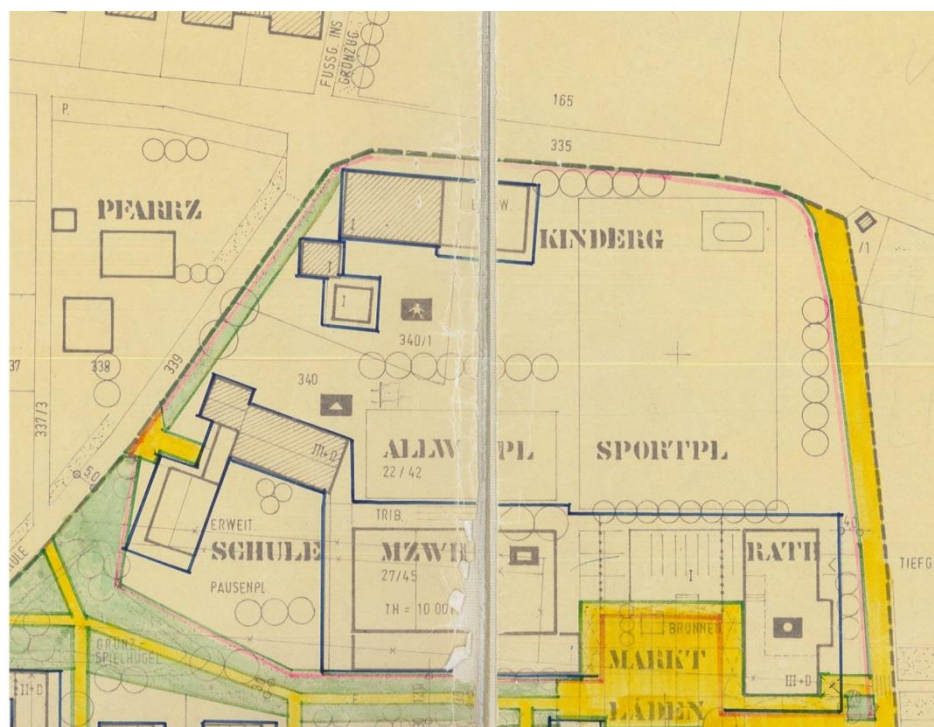 FUSSG. INS
GRÜNZUG.
165
P.
335
PFARRZ
KINDERG
/1
I
I
I
340/1
339
338
37
340
337/3
III+D
ALLW PL
22 / 42
SPORTPL
50
TRIB.
ERWEIT.
SCHULE
MZWH
27/45
RATH
I
TIEFG
PAUSENPL.
TH = 10 00
BRUNNEN
GRÜNZ=
SPIELHÜGEL
MARKT
III+D
II+D
LÄDEN